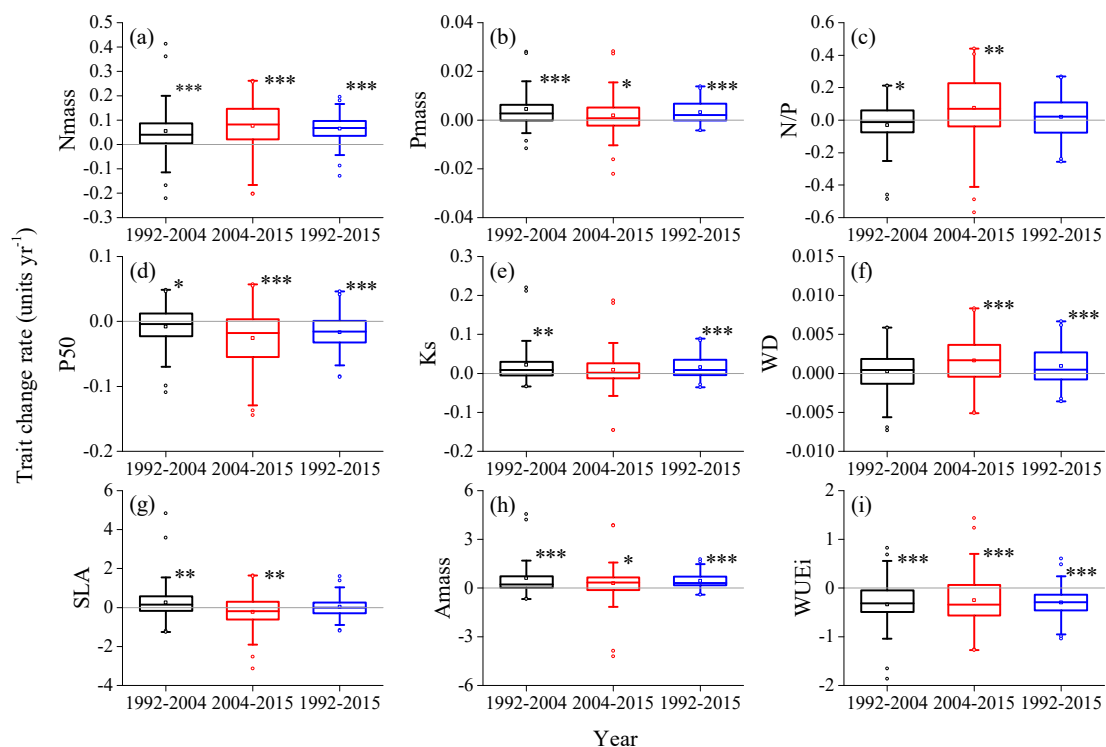 Trait change rate (units yr-1)
(a)
Nmass
0.5
0.4
0.3
0.2
0.1
0.0
-0.1
-0.2
-0.3
***
***
***
1992-2004 2004-2015 1992-2015
(b)
Pmass
0.04
0.02
0.00
-0.02
-0.04
***
*
***
1992-2004 2004-2015 1992-2015
(c)
N/P
0.6
0.4
0.2
0.0
-0.2
-0.4
-0.6
*
**
1992-2004 2004-2015 1992-2015
(d)
P50
0.1
0.0
-0.1
-0.2
*
***
***
1992-2004 2004-2015 1992-2015
(e)
Ks
0.3
0.2
0.1
0.0
-0.1
-0.2
**
***
1992-2004 2004-2015 1992-2015
(f)
WD
0.015
0.010
0.005
0.000
-0.005
-0.010
***
***
1992-2004 2004-2015 1992-2015
(g)
SLA
6
4
2
0
-2
-4
**
**
1992-2004 2004-2015 1992-2015
(h)
Amass
6
3
0
-3
-6
***
*
***
1992-2004 2004-2015 1992-2015
(i)
WUEi
2
1
0
-1
-2
***
***
***
1992-2004 2004-2015 1992-2015
Year